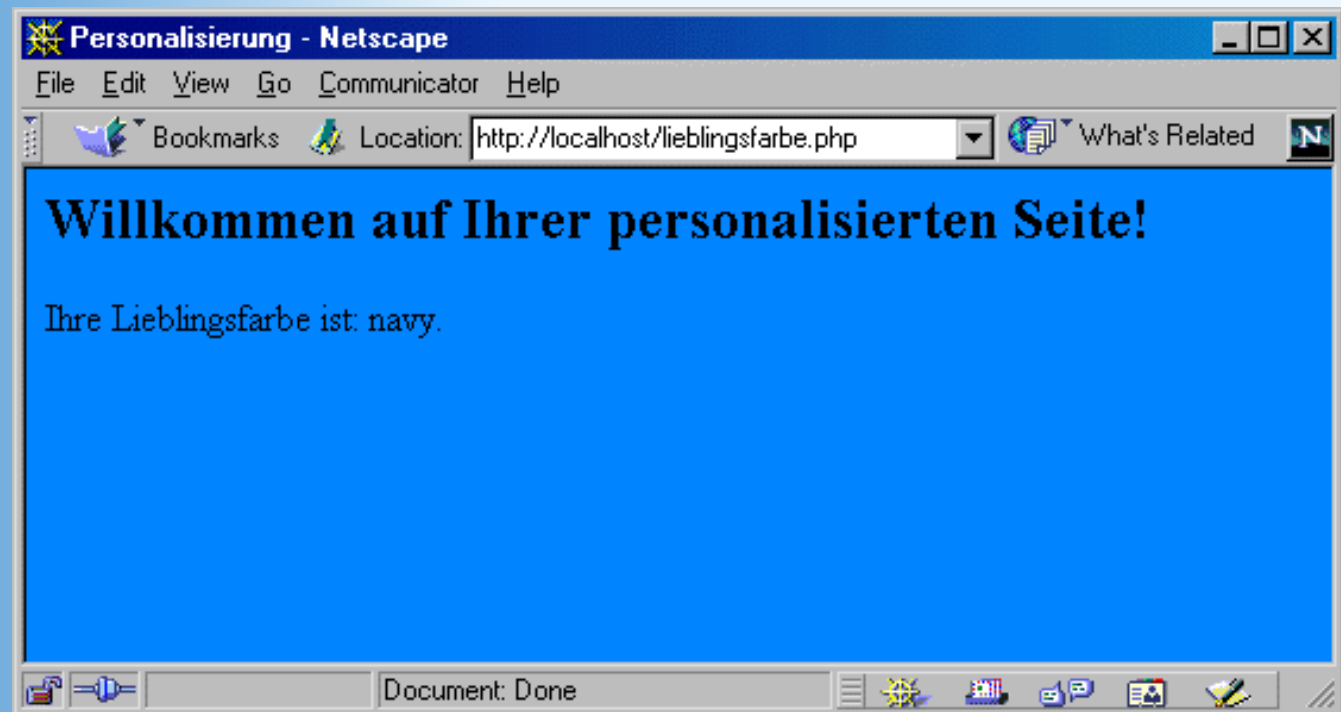 Personalisierung - Netscape
File Edit View Go Communicator Help
Bookmarks Location: http://localhost/lieblingsfarbe.php What's Related N
Willkommen auf Ihrer personalisierten Seite!
Ihre Lieblingsfarbe ist: navy.
Document: Done